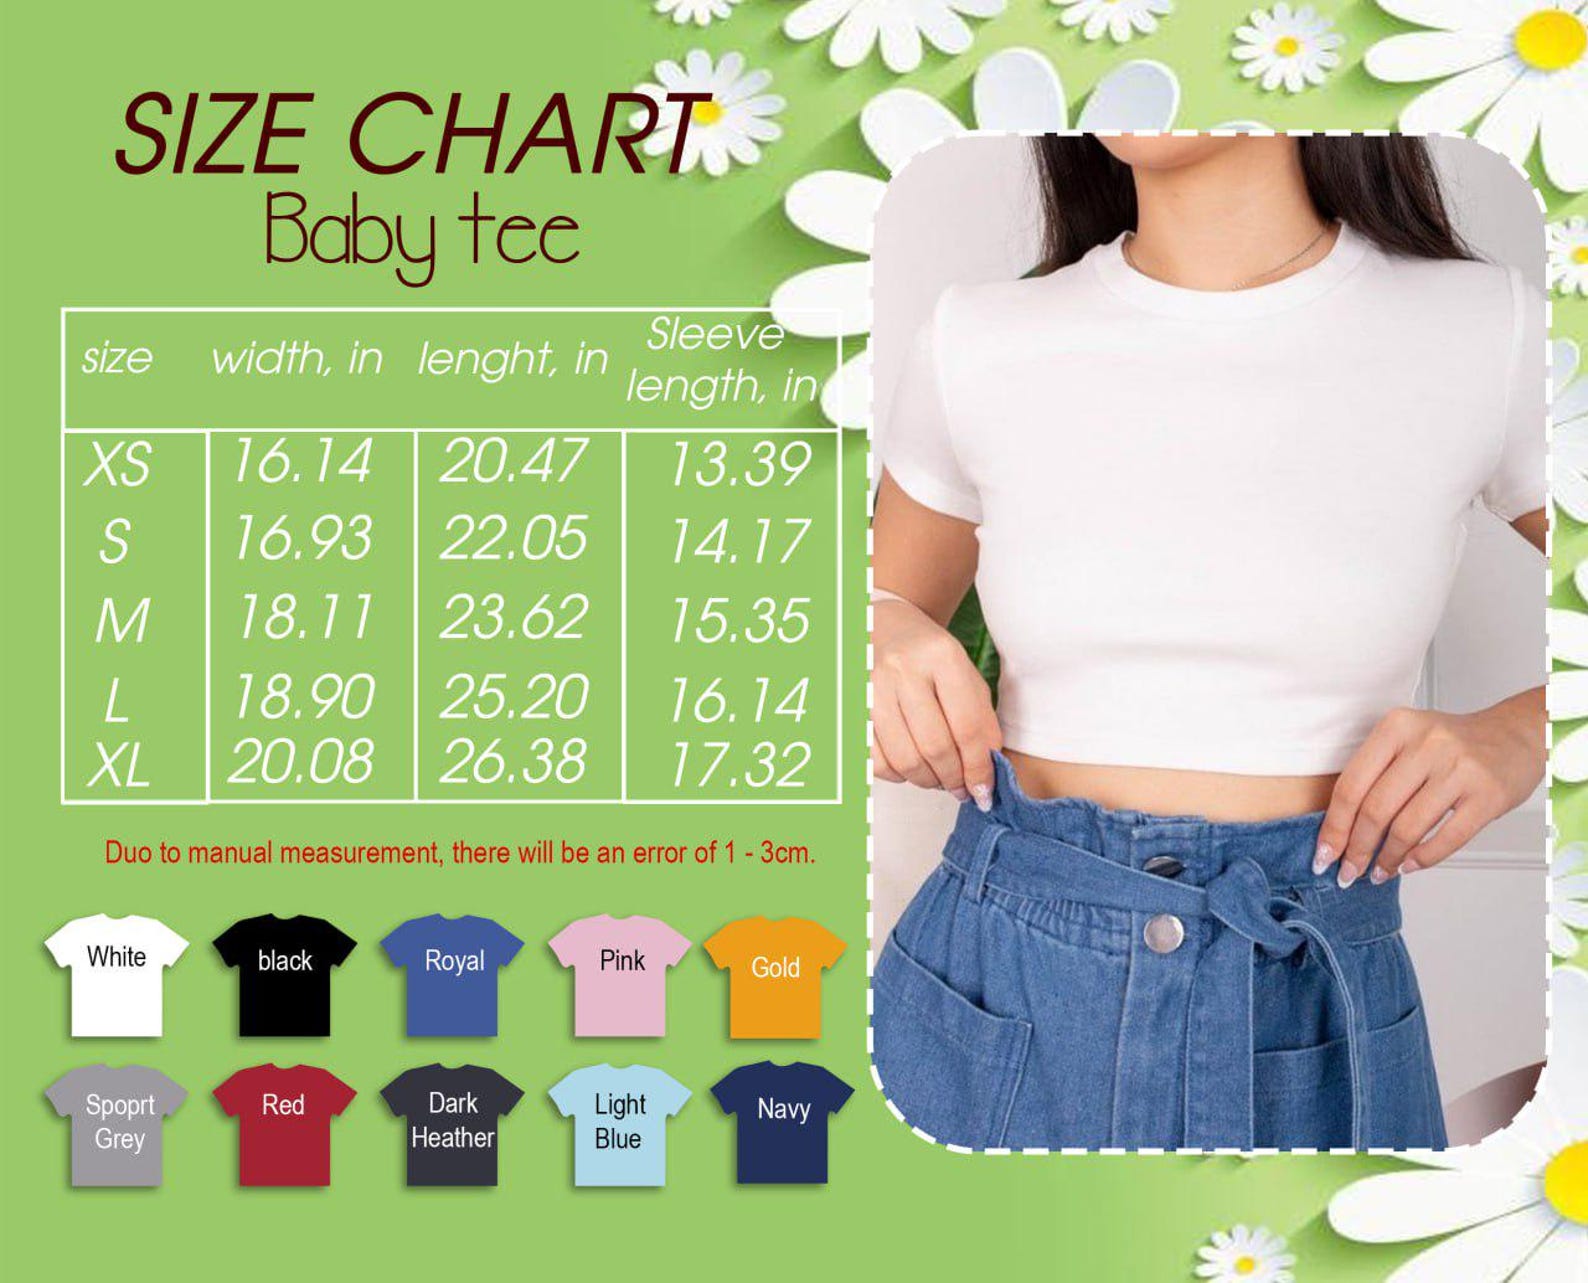 SIZE CHART
Baby tee
size width, in lenght, in Sleeve length, in
XS 16.14 20.47 13.39
S 16.93 22.05 14.17
M 18.11 23.62 15.35
L 18.90 25.20 16.14
XL 20.08 26.38 17.32
Duo to manual measurement, there will be an error of 1 - 3cm.
White black Royal Pink Gold
Spoprt Grey Red Dark Heather Light Blue Navy